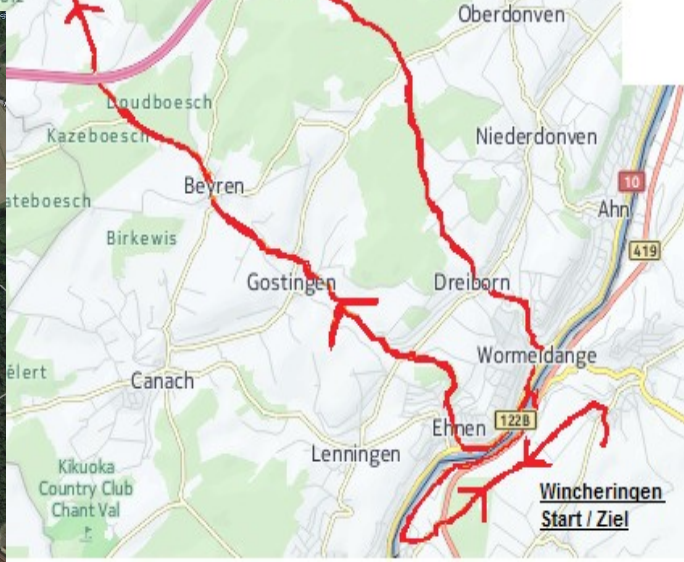 Oberdonven
Doudboesch
Kazeboesch
Niederdonven
10
Beyren
ateboesch
Ahn
Birkewis
419
Gostingen
Dreiborn
Wormeldange
élert
Canach
122B
Ehnen
Lenningen
Kikuoka
Country Club
Chant Val
Wincheringen
Start / Ziel